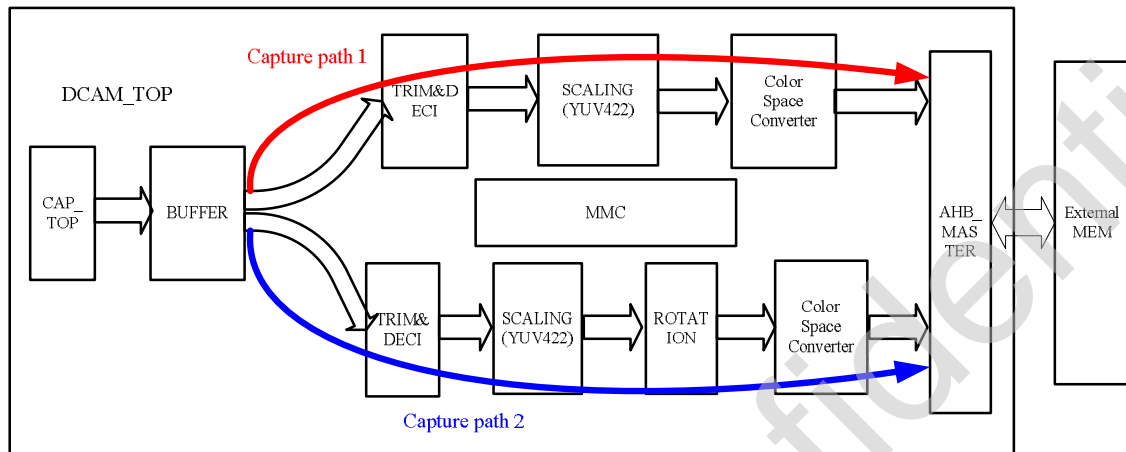 Capture path 1
DCAM_TOP
TRIM&D
ECI
SCALING
(YUV422)
Color
Space
Converter
CAP_
TOP
BUFFER
MMC
AHB_
MAS
TER
External
MEM
TRIM&
DECI
SCALING
(YUV422)
ROTAT
ION
Color
Space
Converter
Capture path 2
fidenti